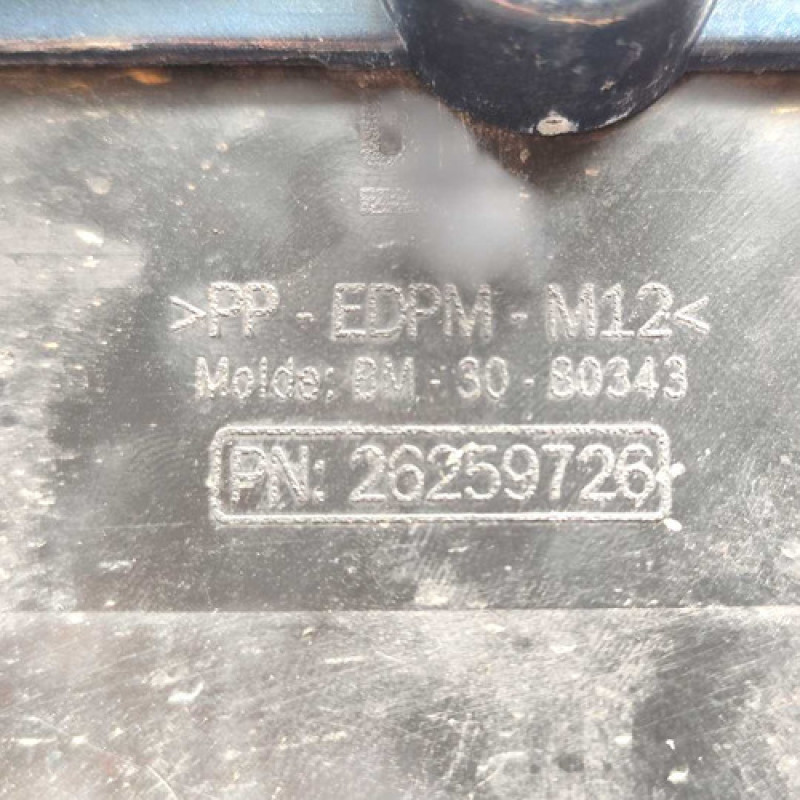 >PP - EDPM - M12<
Molde: BM - 30 - 80343
PN: 26259726